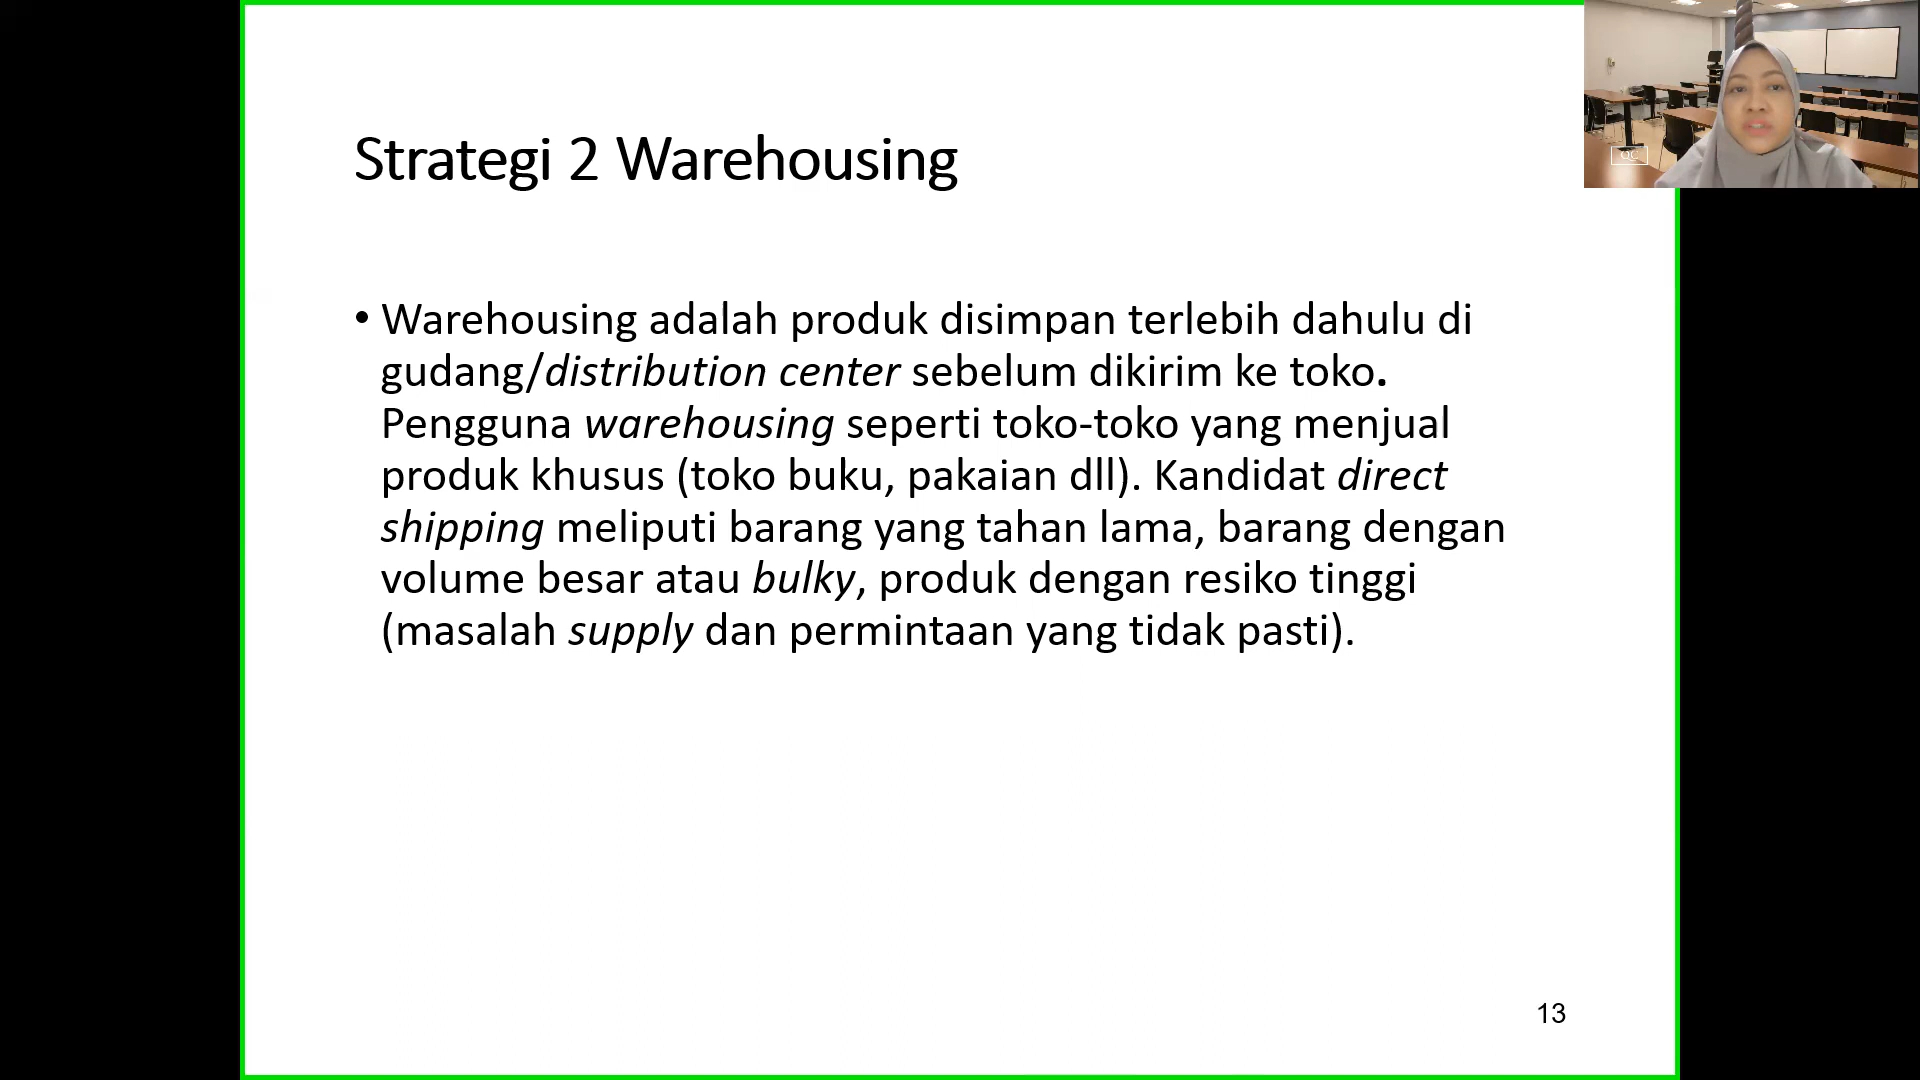 Strategi 2 Warehousing
• Warehousing adalah produk disimpan terlebih dahulu di
gudang/distribution center sebelum dikirim ke toko.
Pengguna warehousing seperti toko-toko yang menjual
produk khusus (toko buku, pakaian dll). Kandidat direct
shipping meliputi barang yang tahan lama, barang dengan
volume besar atau bulky, produk dengan resiko tinggi
(masalah supply dan permintaan yang tidak pasti).
13